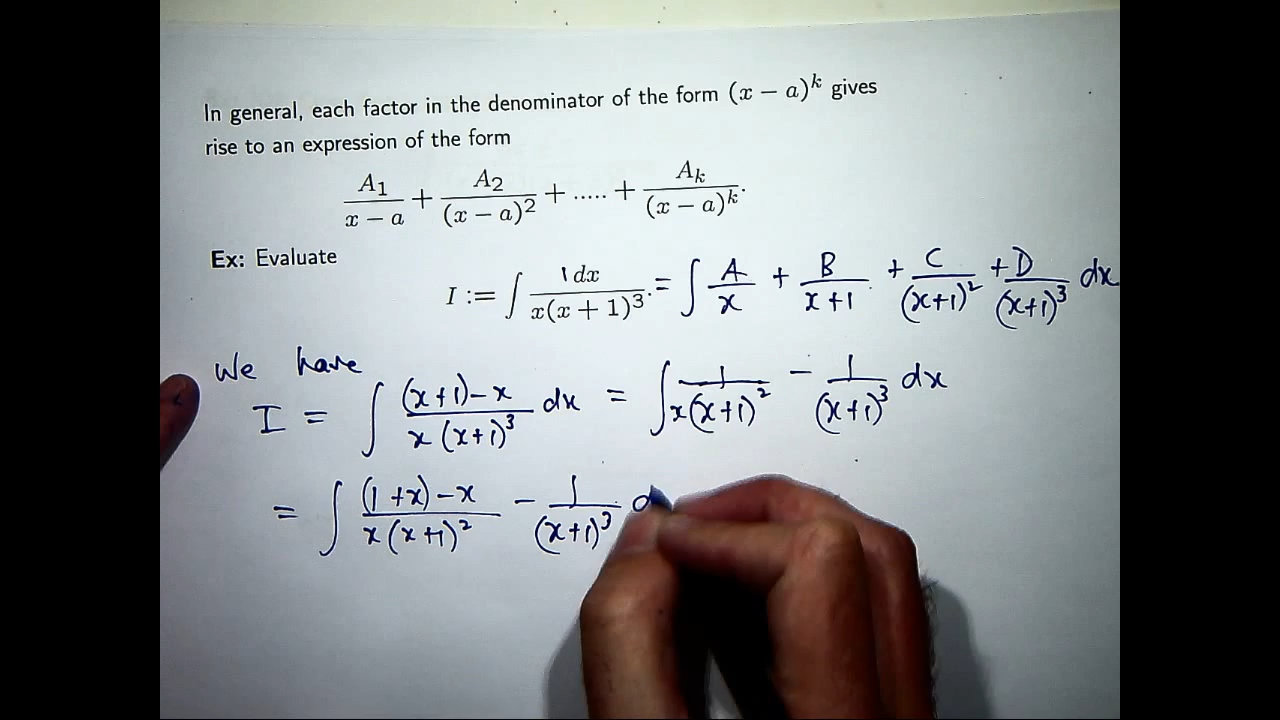 In general, each factor in the denominator of the form (x − a)^k gives
rise to an expression of the form
A_1/(x − a) + A_2/(x − a)^2 + ..... + A_k/(x − a)^k.
Ex: Evaluate
I := ∫ 1 dx/(x(x + 1)^3). = ∫ A/x + B/(x+1) + C/(x+1)^2 + D/(x+1)^3 dx
We have
I = ∫ ((x+1)−x)/(x(x+1)^3) dx = ∫ 1/(x(x+1)^2) − 1/(x+1)^3 dx
= ∫ ((1+x)−x)/(x(x+1)^2) − 1/(x+1)^3 d